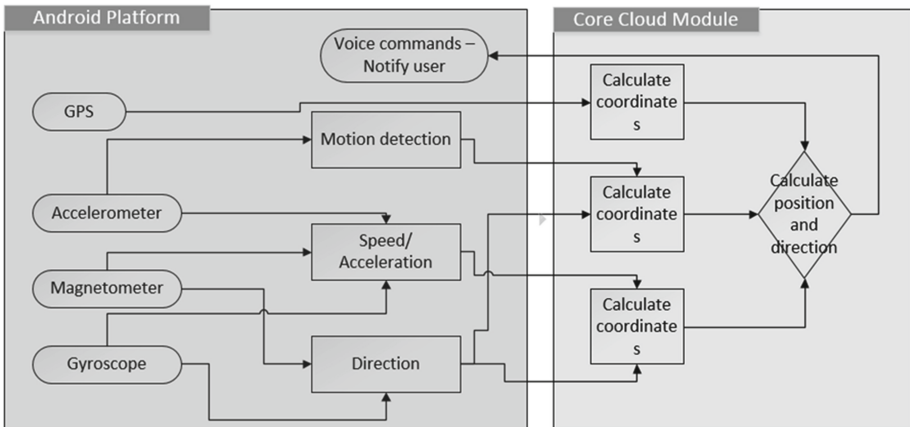 Android Platform
Core Cloud Module
Voice commands –
Notify user
GPS
Motion detection
Accelerometer
Speed/
Acceleration
Magnetometer
Gyroscope
Direction
Calculate
coordinate
s
Calculate
coordinate
s
Calculate
coordinate
s
Calculate
position
and
direction